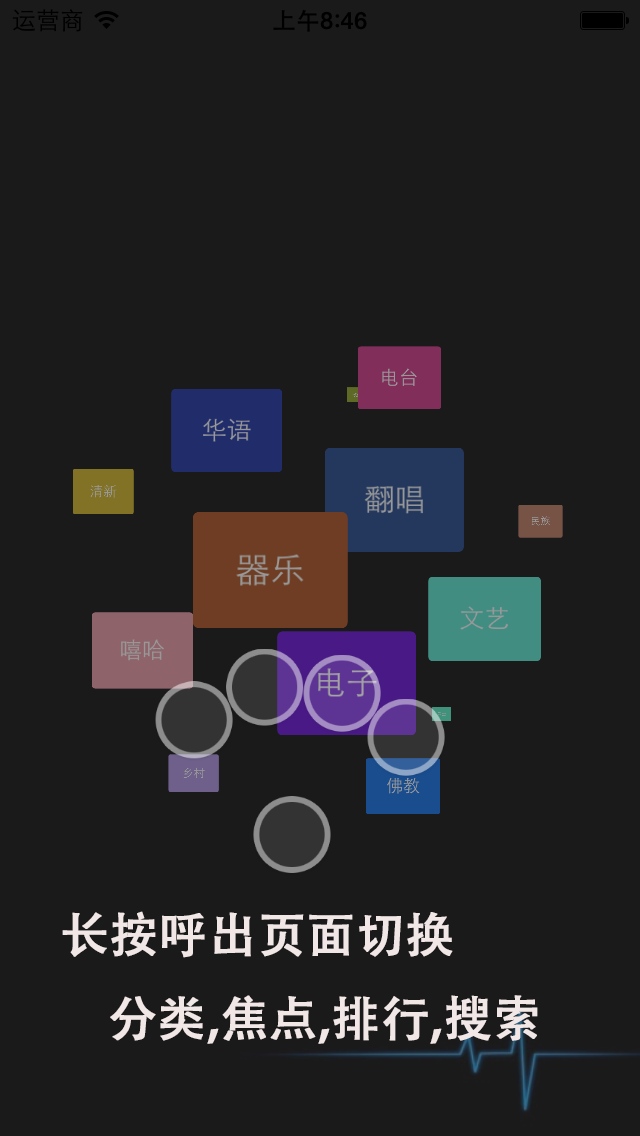 运营商
上午8:46
电台
华语
清新
翻唱
民族
器乐
文艺
嘻哈
电子
乡村
佛教
长按呼出页面切换
分类,焦点,排行,搜索